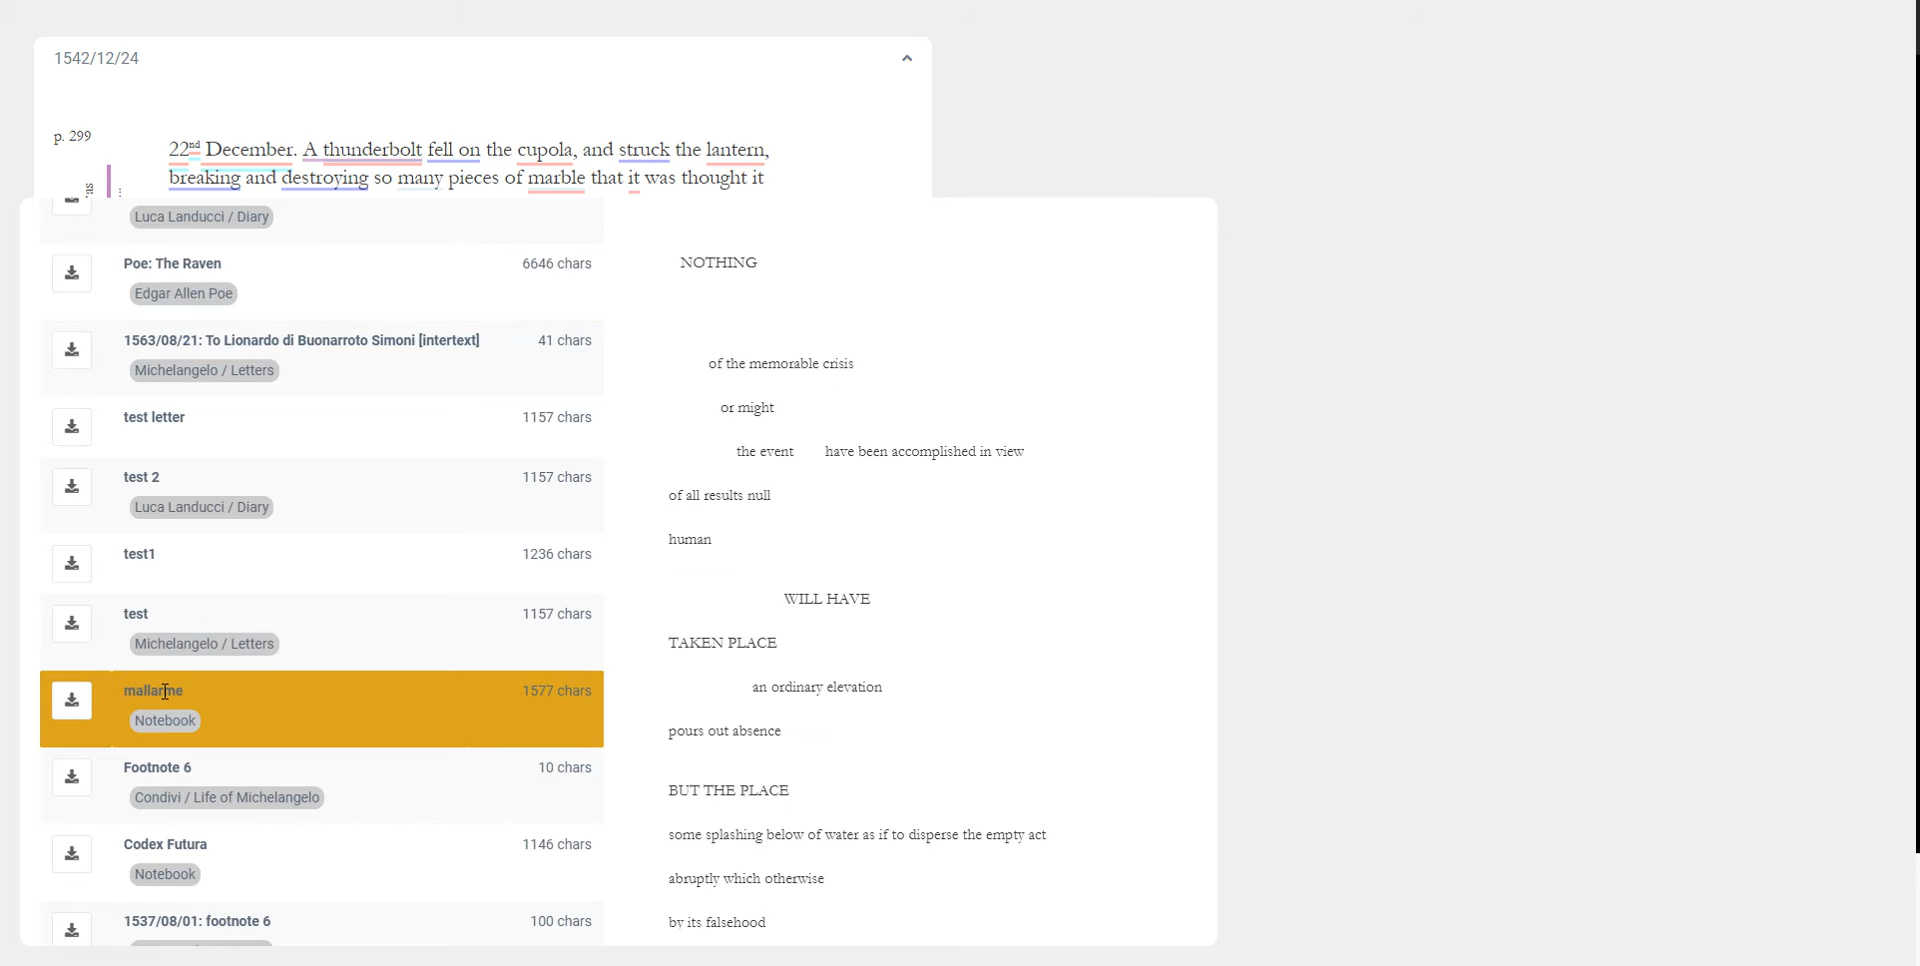 1542/12/24
p. 299
22nd December. A thunderbolt fell on the cupola, and struck the lantern,
breaking and destroying so many pieces of marble that it was thought it
Luca Landucci / Diary
Poe: The Raven 6646 chars
Edgar Allen Poe
1563/08/21: To Lionardo di Buonarroto Simoni [intertext] 41 chars
Michelangelo / Letters
test letter 1157 chars
test 2 1157 chars
Luca Landucci / Diary
test1 1236 chars
test 1157 chars
Michelangelo / Letters
mallarme 1577 chars
Notebook
Footnote 6 10 chars
Condivi / Life of Michelangelo
Codex Futura 1146 chars
Notebook
1537/08/01: footnote 6 100 chars
NOTHING
of the memorable crisis
or might
the event have been accomplished in view
of all results null
human
WILL HAVE
TAKEN PLACE
an ordinary elevation
pours out absence
BUT THE PLACE
some splashing below of water as if to disperse the empty act
abruptly which otherwise
by its falsehood